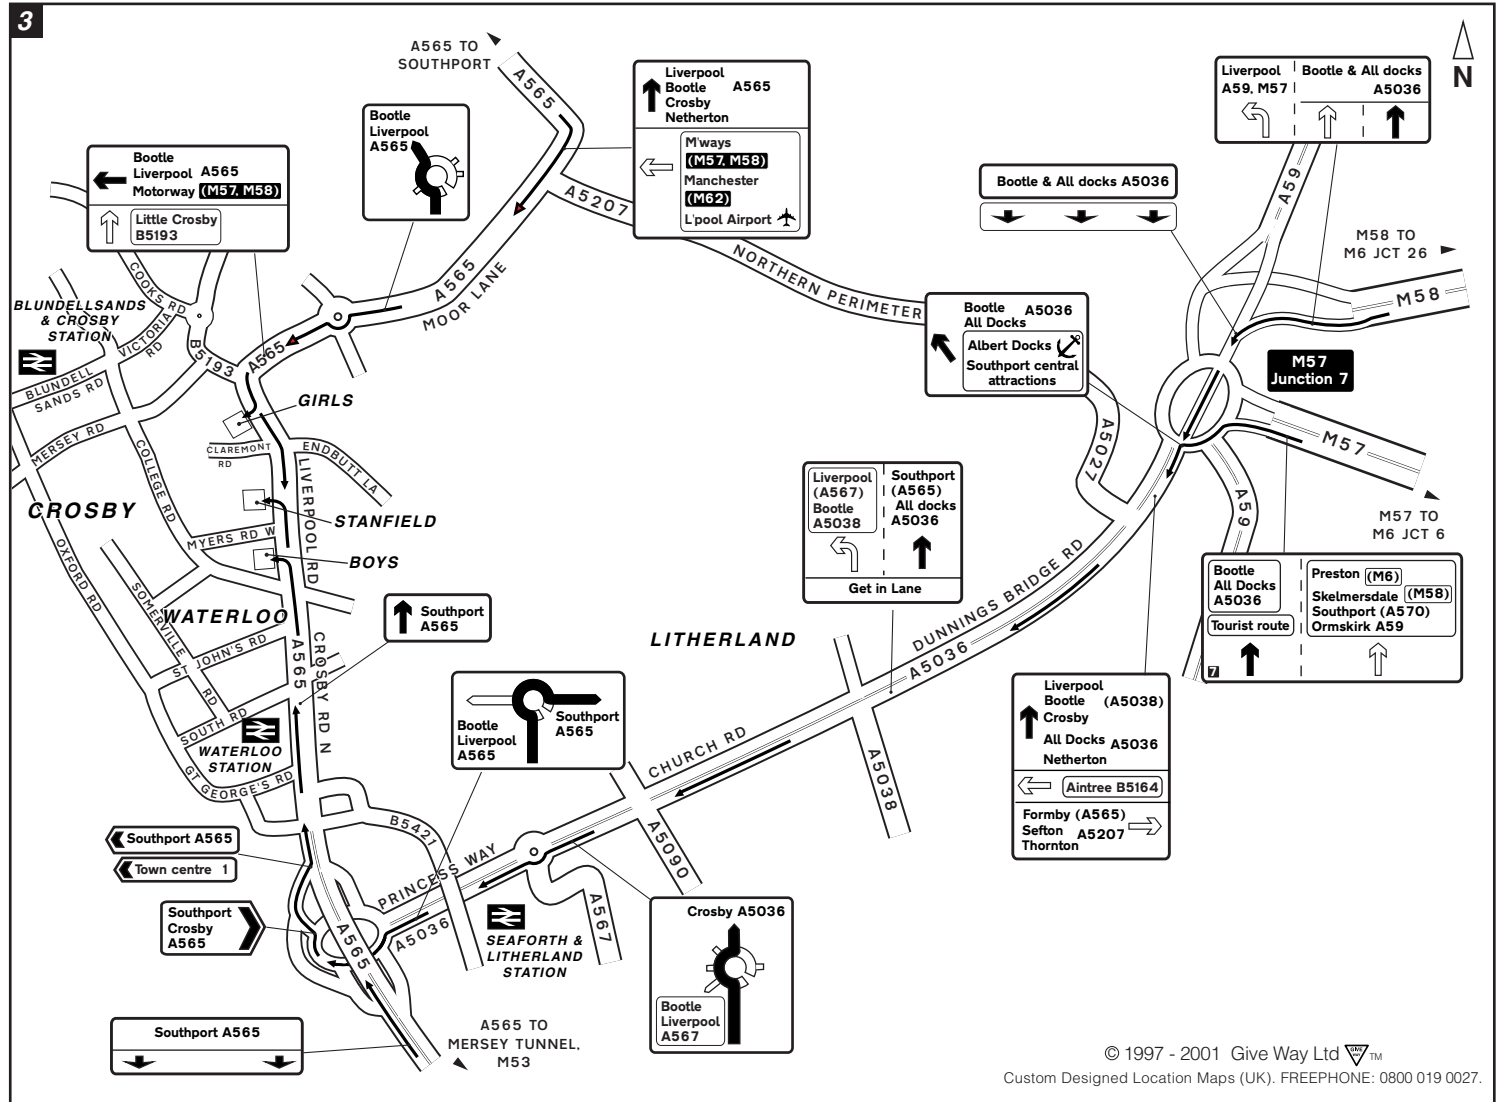 3
A565 TO
SOUTHPORT
A565
Liverpool
Bootle A565
Crosby
Netherton
M'ways
(M57, M58)
Manchester
(M62)
L'pool Airport
Bootle
Liverpool
A565
Bootle
Liverpool A565
Motorway (M57, M58)
Little Crosby
B5193
Liverpool
A59, M57
Bootle & All docks
A5036
N
Bootle & All docks A5036
A59
M58 TO
M6 JCT 26
M58
A5207
NORTHERN PERIMETER
A565
MOOR LANE
COOKS RD
VICTORIA
RD
B5193
A565
BLUNDELLSANDS
& CROSBY
STATION
BLUNDELL
SANDS RD
MERSEY RD
Bootle A5036
All Docks
Albert Docks
Southport central
attractions
M57
Junction 7
M57
A5027
A59
M57 TO
M6 JCT 6
GIRLS
CLAREMONT
RD
ENDBUTT LA
LIVERPOOL RD
COLLEGE RD
CROSBY
STANFIELD
MYERS RD W
BOYS
OXFORD RD
SOMERVILLE
RD
WATERLOO
ST JOHN'S RD
SOUTH RD
A565
CROSBY RD N
Southport
A565
Liverpool
(A567)
Bootle
A5038
Southport
(A565)
All docks
A5036
Get in Lane
DUNNINGS BRIDGE RD
A5036
LITHERLAND
Bootle
All Docks
A5036
Tourist route
7
Preston (M6)
Skelmersdale (M58)
Southport (A570)
Ormskirk A59
Liverpool
Bootle (A5038)
Crosby
All Docks A5036
Netherton
Aintree B5164
Formby (A565)
Sefton A5207
Thornton
Bootle
Liverpool
A565
Southport
A565
WATERLOO
STATION
GT GEORGE'S RD
CHURCH RD
A5038
A5090
B5421
PRINCESS WAY
A5036
A567
Southport A565
Town centre 1
Southport
Crosby
A565
A565
SEAFORTH &
LITHERLAND
STATION
Crosby A5036
Bootle
Liverpool
A567
Southport A565
A565 TO
MERSEY TUNNEL,
M53
© 1997 - 2001 Give Way Ltd GIVE WAY TM
Custom Designed Location Maps (UK). FREEPHONE: 0800 019 0027.